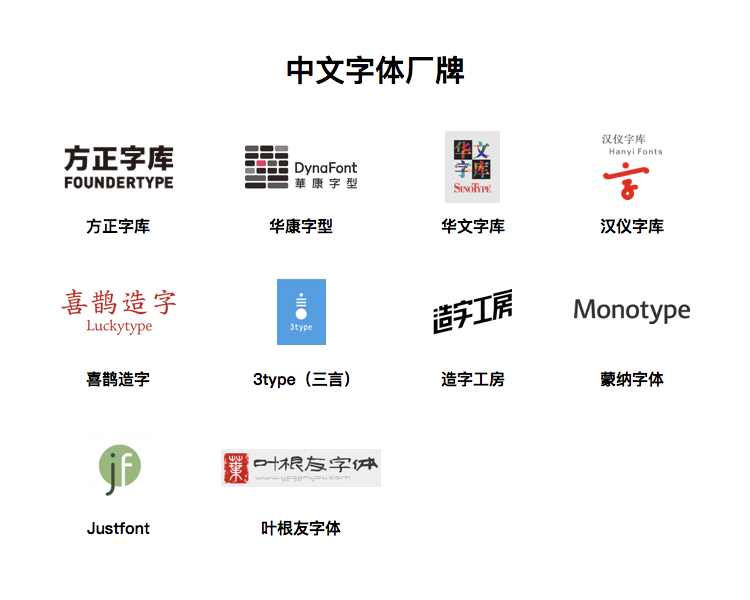 中文字体厂牌
方正字库
FOUNDERTYPE
DynaFont
華康字型
华文
字库
SINOTYPE
汉仪字库
Hanyi Fonts
方正字库
华康字型
华文字库
汉仪字库
喜鹊造字
Luckytype
3type
造字工房
Monotype
喜鹊造字
3type（三言）
造字工房
蒙纳字体
jf
葉
叶根友字体
www.yegenyou.com
Justfont
叶根友字体